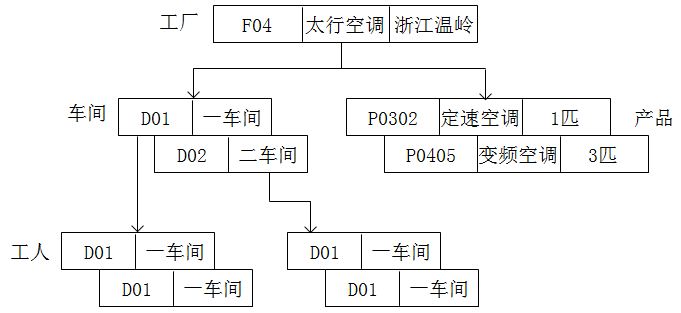 工厂 F04 太行空调 浙江温岭
车间 D01 一车间 P0302 定速空调 1匹 产品
D02 二车间 P0405 变频空调 3匹
工人 D01 一车间 D01 一车间
D01 一车间 D01 一车间